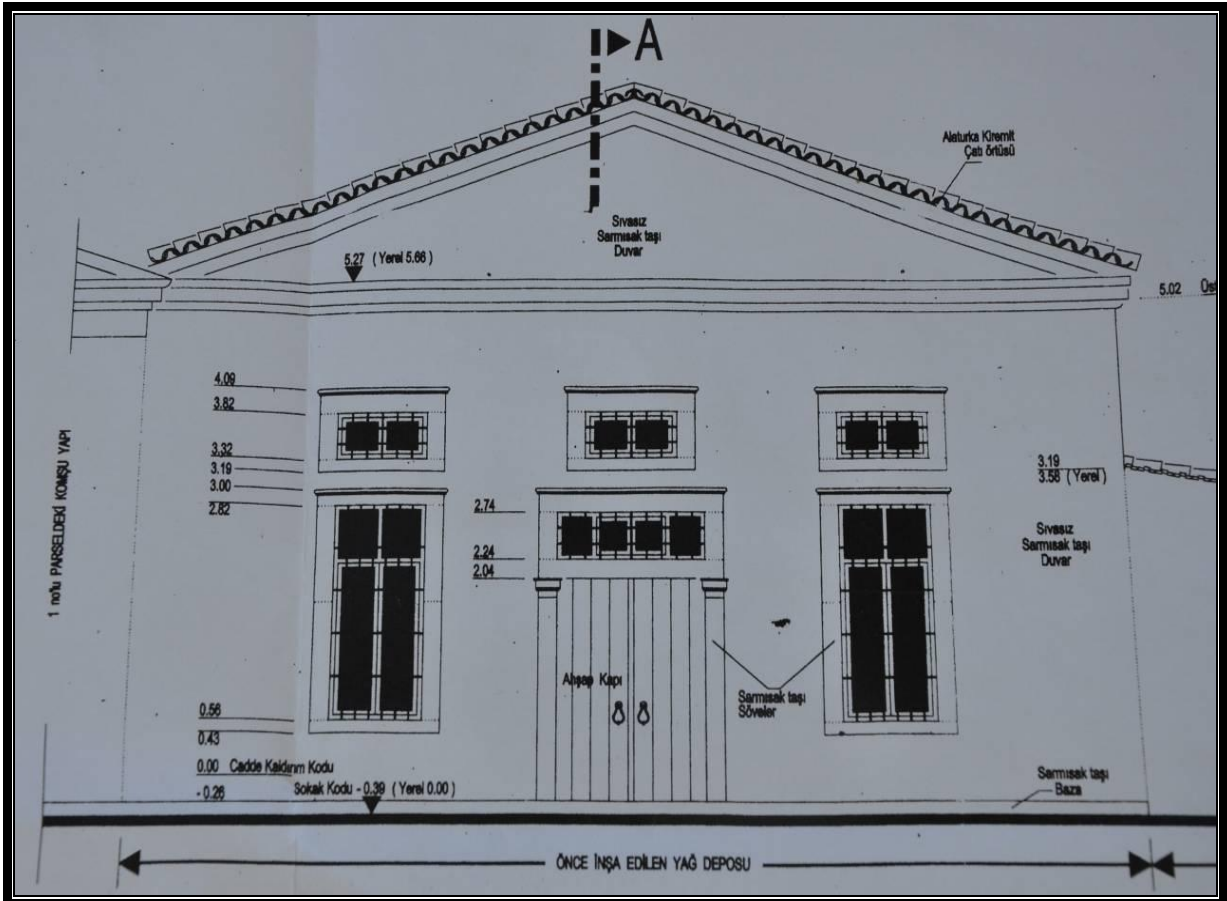 A
Alaturka Kiremit
Çatı örtüsü
Sıvasız
Sarmısak taşı
Duvar
5.27 ( Yerel 5.66 )
5.02
4.09
3.82
3.32
3.19
3.00
2.82
2.74
2.24
2.04
3.19
3.58 ( Yerel )
Sıvasız
Sarmısak taşı
Duvar
1 no'lu PARSELDEKİ KOMŞU YAPI
Ahşap Kapı
Sarmısak taşı
Söveler
0.56
0.43
0.00 Cadde Kaldırım Kodu
- 0.26
Sokak Kodu - 0.39 ( Yerel 0.00 )
Sarmısak taşı
Baza
ÖNCE İNŞA EDİLEN YAĞ DEPOSU